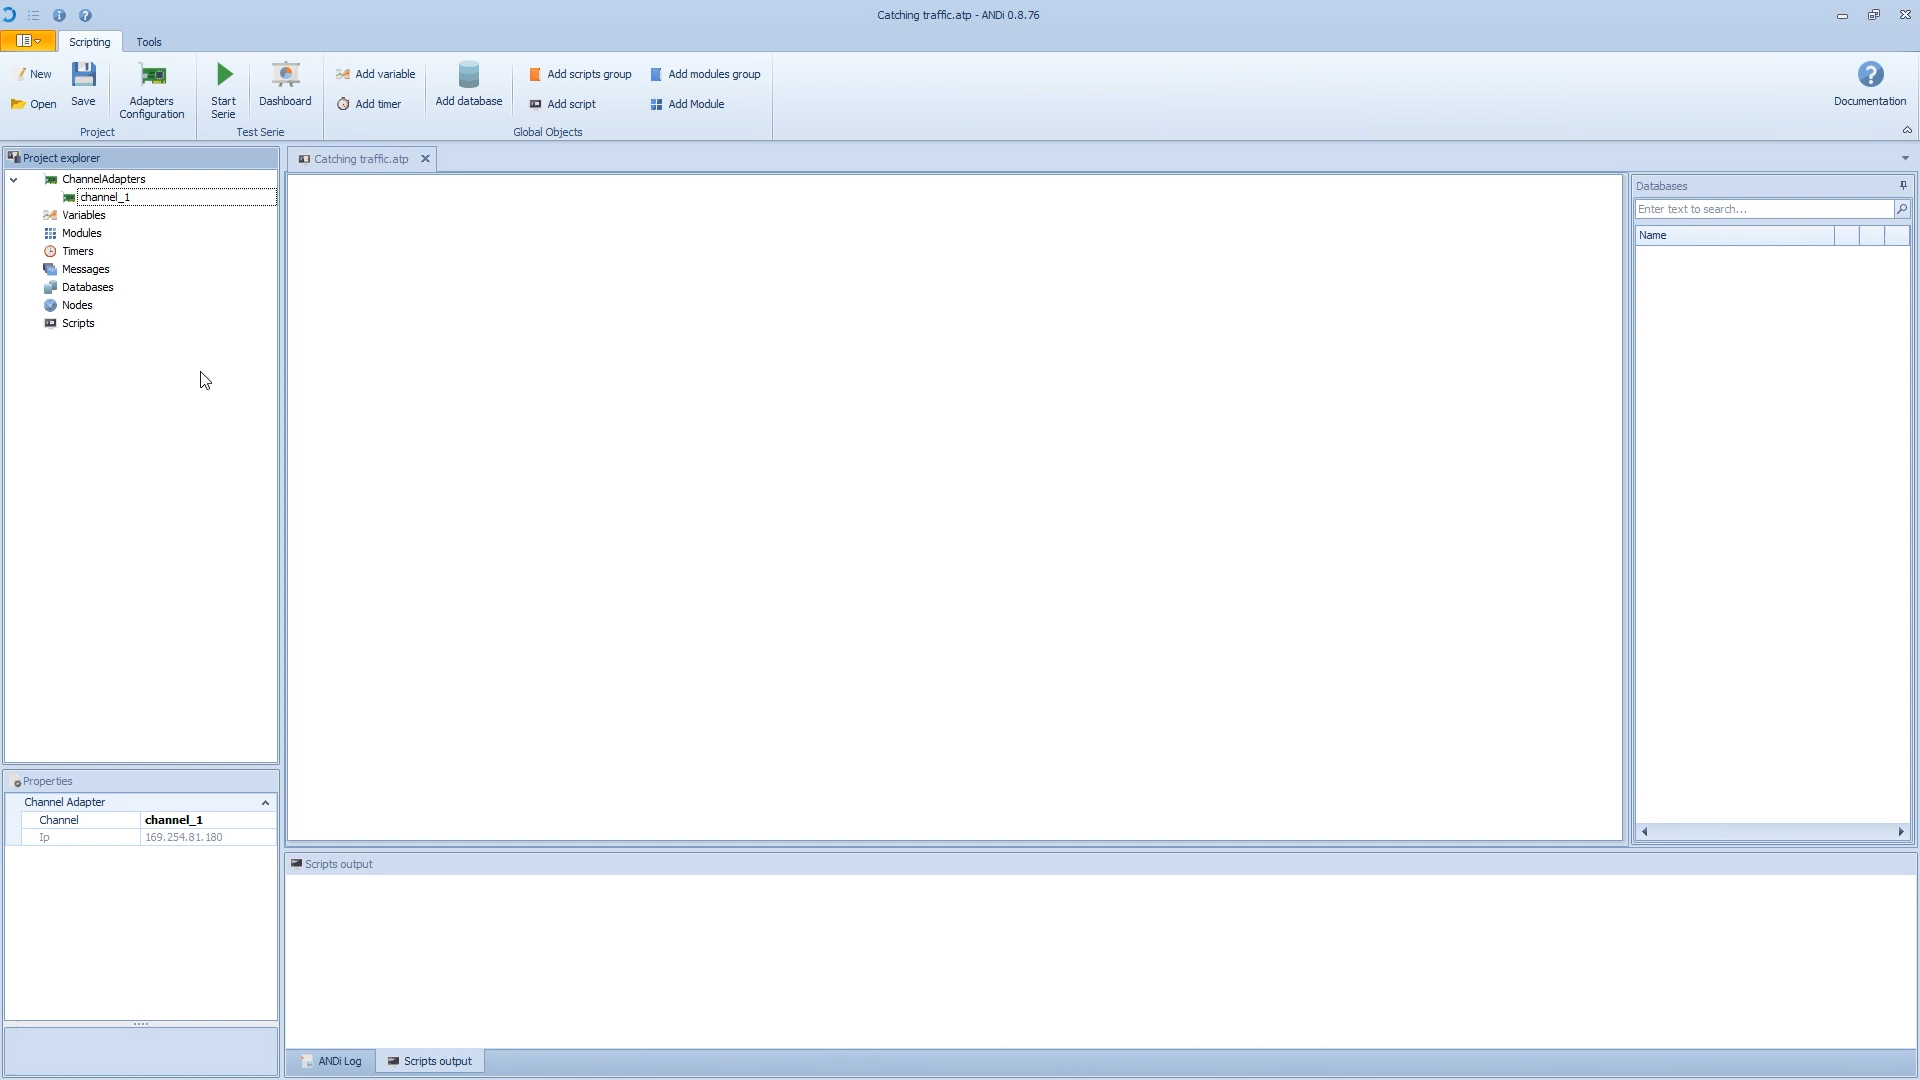 Catching traffic.atp - ANDi 0.8.76
Scripting
Tools
New
Open
Save
Adapters Configuration
Project
Start Serie
Dashboard
Test Serie
Add variable
Add timer
Add database
Add scripts group
Add script
Add modules group
Add Module
Global Objects
Documentation
Project explorer
ChannelAdapters
channel_1
Variables
Modules
Timers
Messages
Databases
Nodes
Scripts
Catching traffic.atp
Databases
Enter text to search...
Name
Properties
Channel Adapter
Channel channel_1
Ip 169.254.81.180
Scripts output
ANDi Log
Scripts output